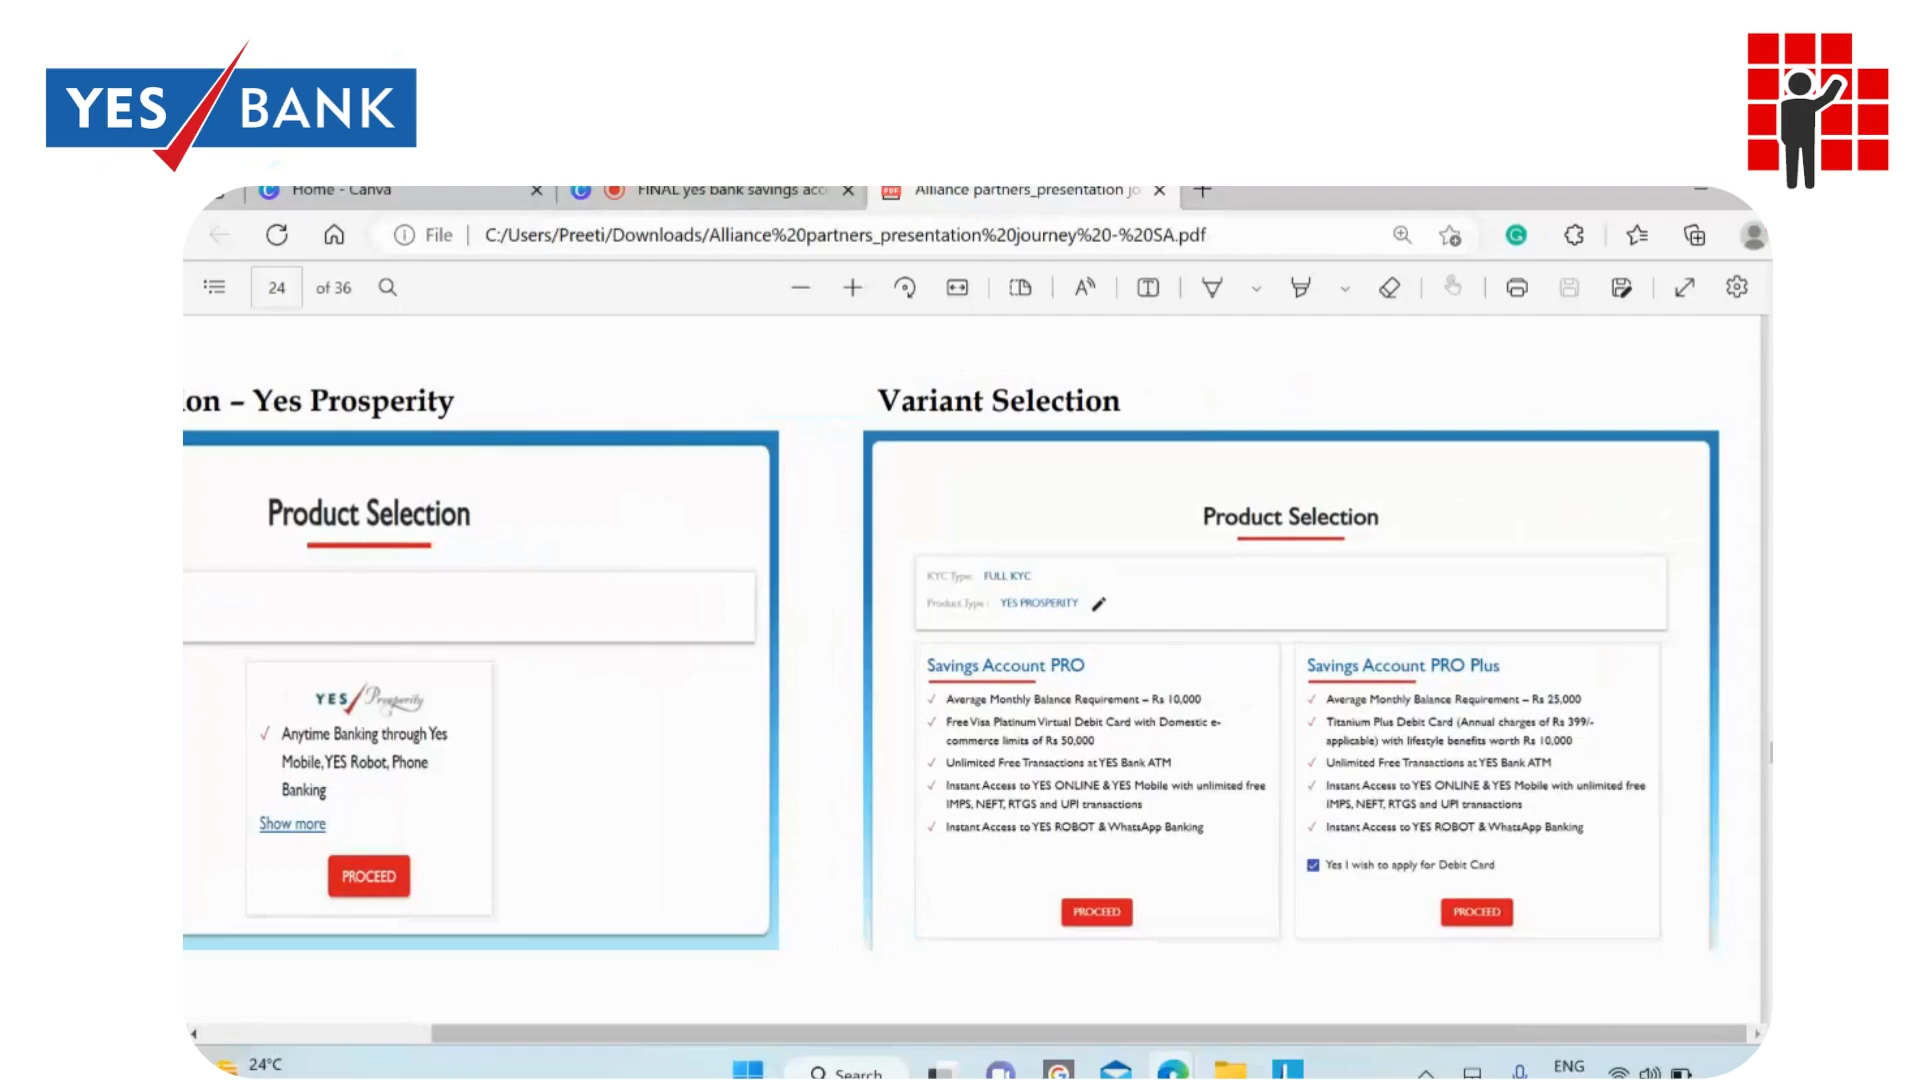 YES BANK
Home - Canva
FINAL yes bank savings acc
Alliance partners_presentation jo
File
C:/Users/Preeti/Downloads/Alliance%20partners_presentation%20journey%20-%20SA.pdf
24 of 36
on – Yes Prosperity
Product Selection
YES Prosperity
Anytime Banking through Yes
Mobile, YES Robot, Phone
Banking
Show more
PROCEED
Variant Selection
Product Selection
KYC Type: FULL KYC
Product Type : YES PROSPERITY
Savings Account PRO
Average Monthly Balance Requirement – Rs 10,000
Free Visa Platinum Virtual Debit Card with Domestic e-
commerce limits of Rs 50,000
Unlimited Free Transactions at YES Bank ATM
Instant Access to YES ONLINE & YES Mobile with unlimited free
IMPS, NEFT, RTGS and UPI transactions
Instant Access to YES ROBOT & WhatsApp Banking
PROCEED
Savings Account PRO Plus
Average Monthly Balance Requirement – Rs 25,000
Titanium Plus Debit Card (Annual charges of Rs 399/-
applicable) with lifestyle benefits worth Rs 10,000
Unlimited Free Transactions at YES Bank ATM
Instant Access to YES ONLINE & YES Mobile with unlimited free
IMPS, NEFT, RTGS and UPI transactions
Instant Access to YES ROBOT & WhatsApp Banking
Yes I wish to apply for Debit Card
PROCEED
24°C
Search
ENG